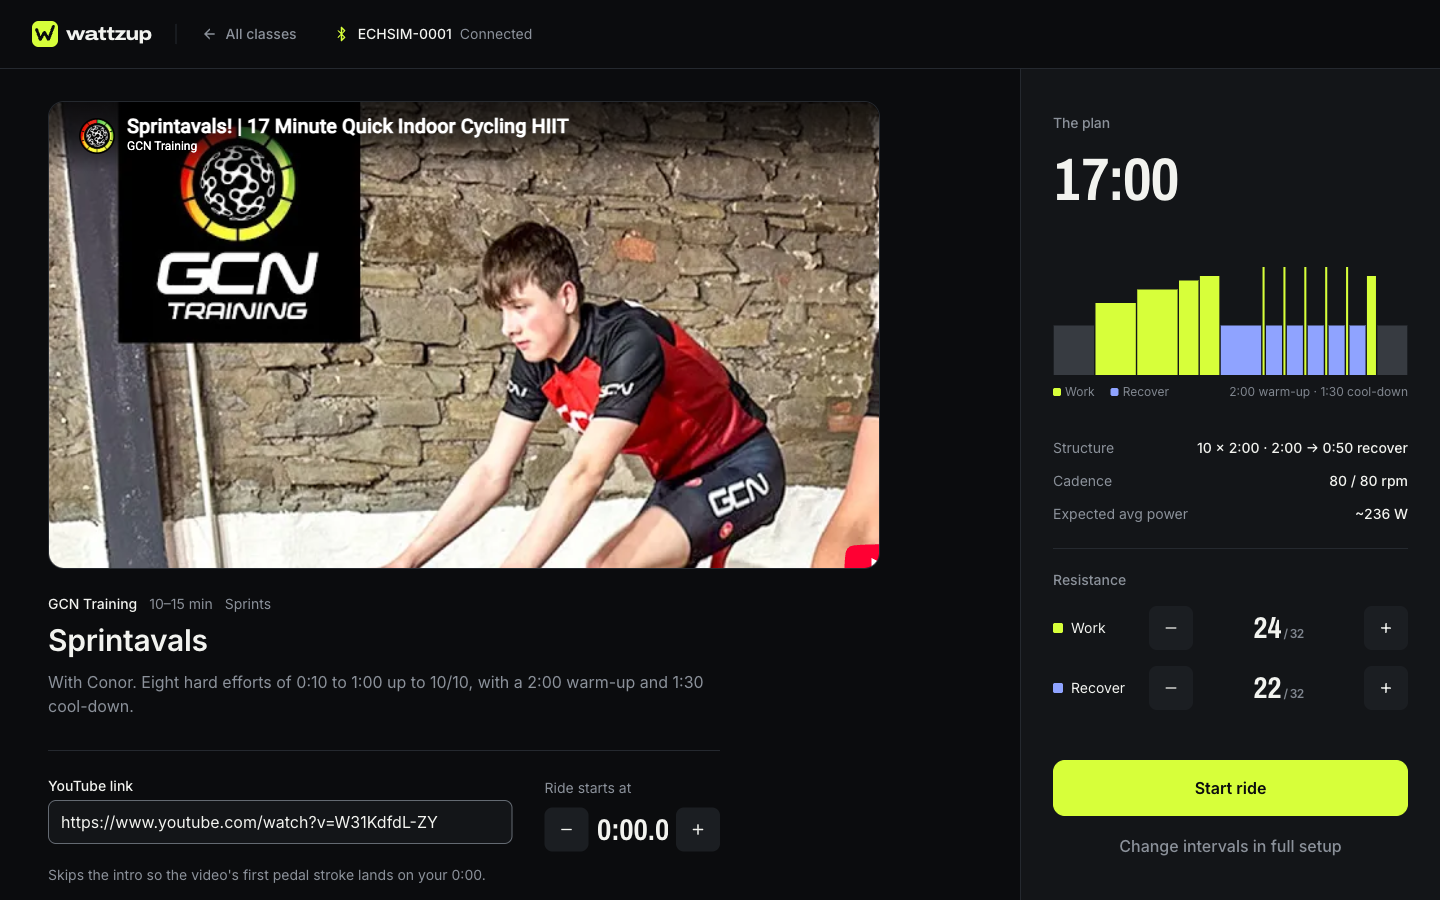 wattzup
All classes
ECHSIM-0001 Connected
Sprintavals! | 17 Minute Quick Indoor Cycling HIIT
GCN Training
GCN
TRAINING
GCN
GCN
GCN Training 10–15 min Sprints
Sprintavals
With Conor. Eight hard efforts of 0:10 to 1:00 up to 10/10, with a 2:00 warm-up and 1:30
cool-down.
YouTube link
https://www.youtube.com/watch?v=W31KdfdL-ZY
Ride starts at
− 0:00.0 +
Skips the intro so the video's first pedal stroke lands on your 0:00.
The plan
17:00
Work Recover 2:00 warm-up · 1:30 cool-down
Structure 10 × 2:00 · 2:00 → 0:50 recover
Cadence 80 / 80 rpm
Expected avg power ~236 W
Resistance
Work − 24 / 32 +
Recover − 22 / 32 +
Start ride
Change intervals in full setup